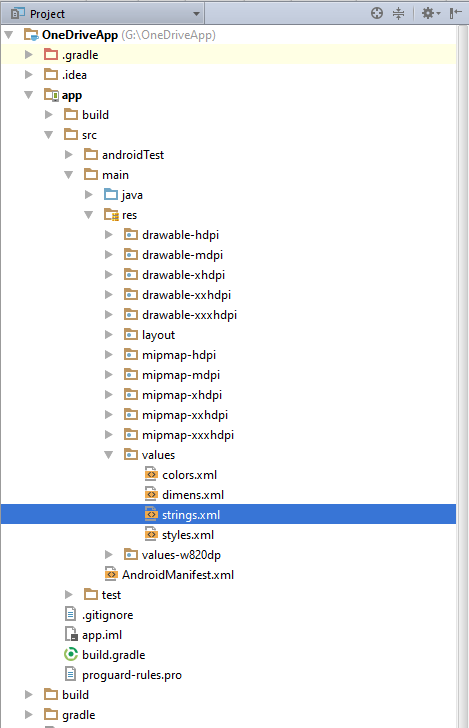 Project
OneDriveApp (G:\OneDriveApp)
.gradle
.idea
app
build
src
androidTest
main
java
res
drawable-hdpi
drawable-mdpi
drawable-xhdpi
drawable-xxhdpi
drawable-xxxhdpi
layout
mipmap-hdpi
mipmap-mdpi
mipmap-xhdpi
mipmap-xxhdpi
mipmap-xxxhdpi
values
colors.xml
dimens.xml
strings.xml
styles.xml
values-w820dp
AndroidManifest.xml
test
.gitignore
app.iml
build.gradle
proguard-rules.pro
build
gradle